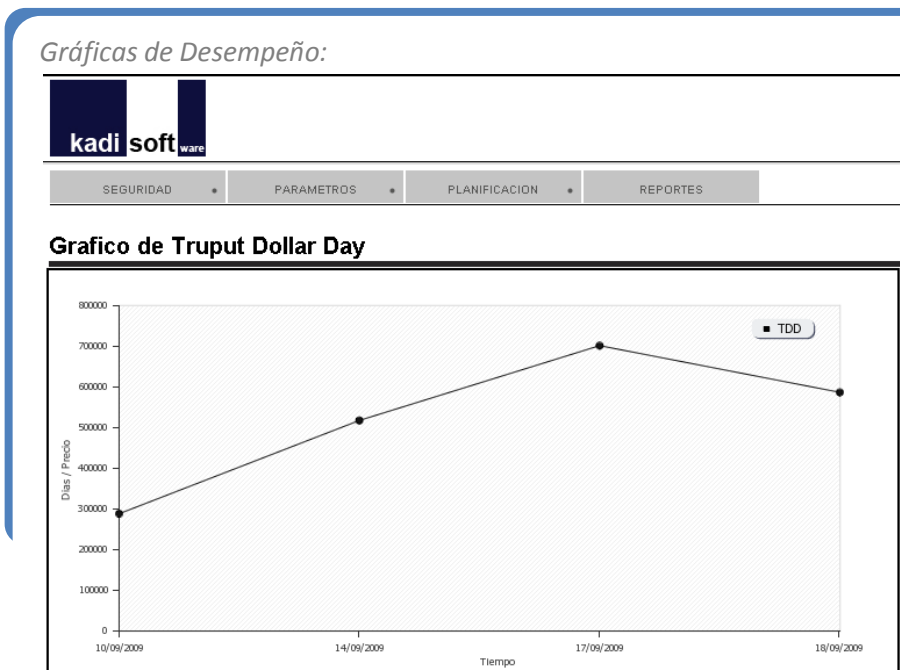 Gráficas de Desempeño:
kadi software
SEGURIDAD PARAMETROS PLANIFICACION REPORTES
Grafico de Truput Dollar Day
800000
TDD
700000
600000
500000
Dias / Precio
400000
300000
200000
100000
0
10/09/2009 14/09/2009 17/09/2009 18/09/2009
Tiempo